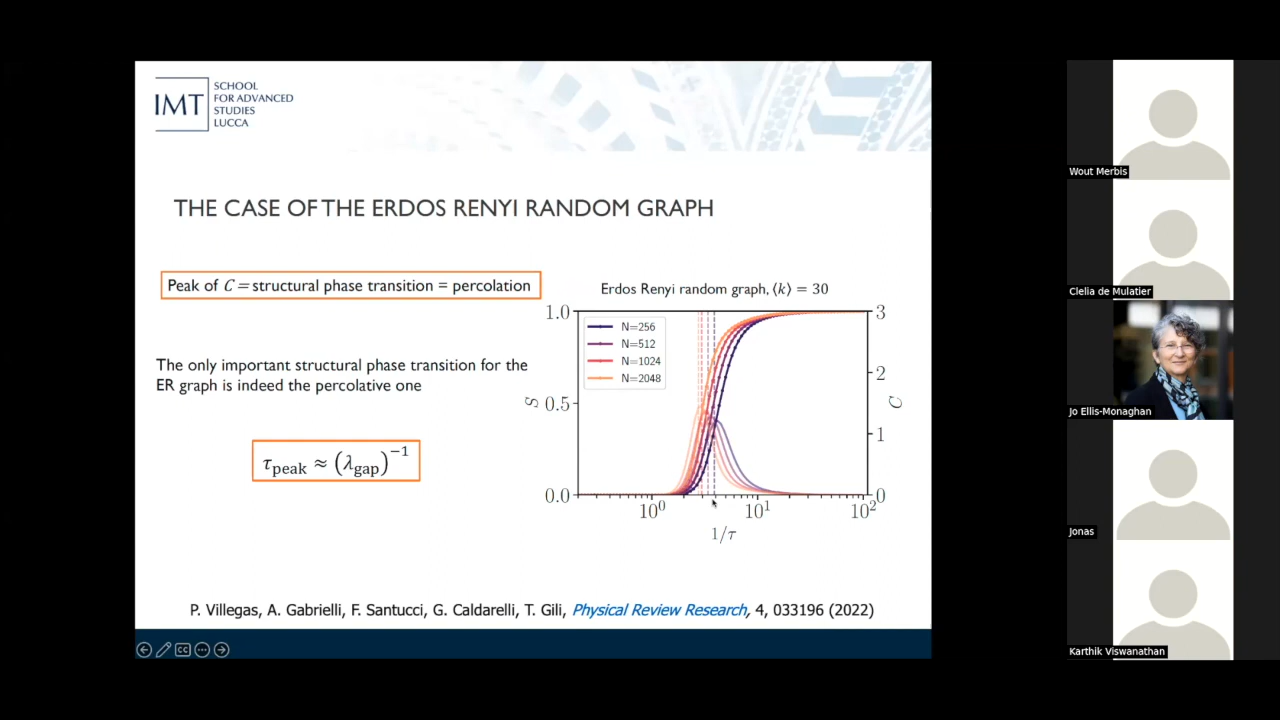 IMT
SCHOOL
FOR ADVANCED
STUDIES
LUCCA
THE CASE OF THE ERDOS RENYI RANDOM GRAPH
Peak of C = structural phase transition = percolation
The only important structural phase transition for the
ER graph is indeed the percolative one
τpeak ≈ (λgap)⁻¹
Erdos Renyi random graph, ⟨k⟩ = 30
N=256
N=512
N=1024
N=2048
1.0
0.5
0.0
S
3
2
1
0
C
10⁰
10¹
10²
1/τ
P. Villegas, A. Gabrielli, F. Santucci, G. Caldarelli, T. Gili, Physical Review Research, 4, 033196 (2022)
CC
Wout Merbis
Clelia de Mulatier
Jo Ellis-Monaghan
Jonas
Karthik Viswanathan